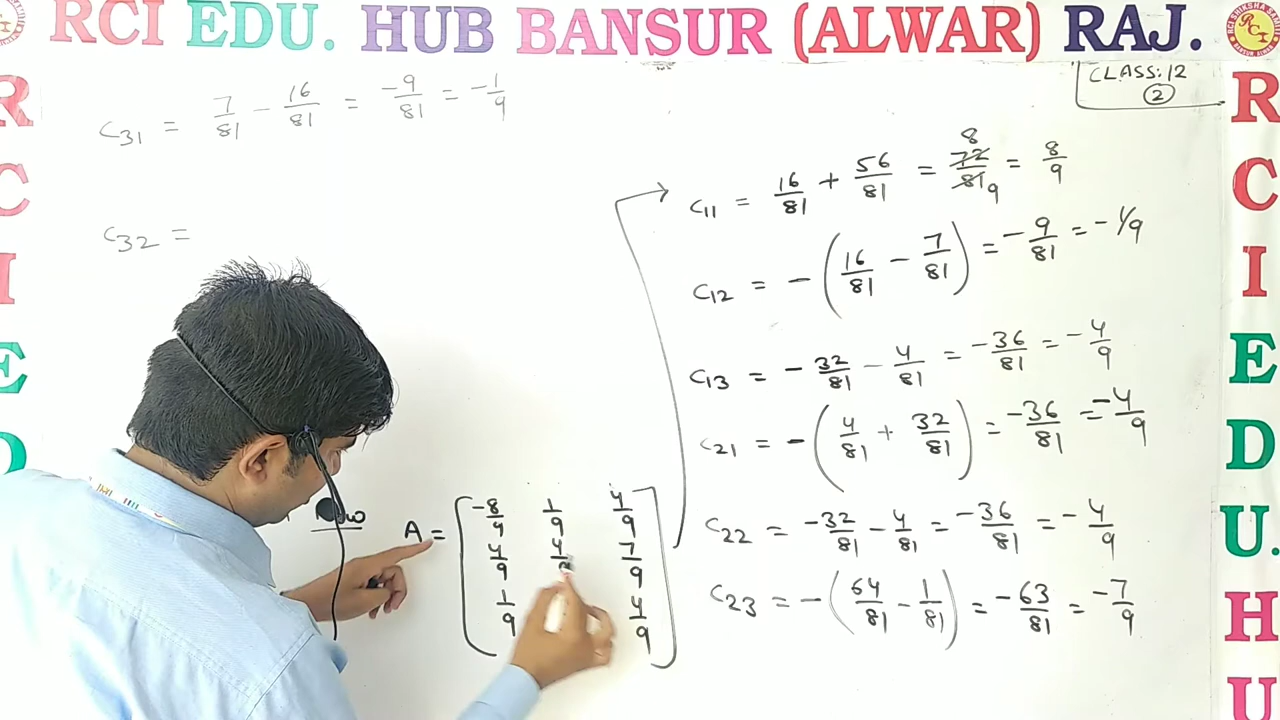 RCI EDU. HUB BANSUR (ALWAR) RAJ.
CLASS: 12
2
C31 = 7/81 - 16/81 = -9/81 = -1/9
C32 =
C11 = 16/81 + 56/81 = 72/81 = 8/9
8
9
C12 = - (16/81 - 7/81) = -9/81 = -1/9
C13 = - 32/81 - 4/81 = -36/81 = -4/9
C21 = - (4/81 + 32/81) = -36/81 = -4/9
C22 = -32/81 - 4/81 = -36/81 = -4/9
C23 = - (64/81 - 1/81) = -63/81 = -7/9
A = [ -8/9 1/9 4/9
4/9 4/9 7/9
1/9 4/9 ]
R
C
I
E
D
R
C
I
E
D
U.
H
U